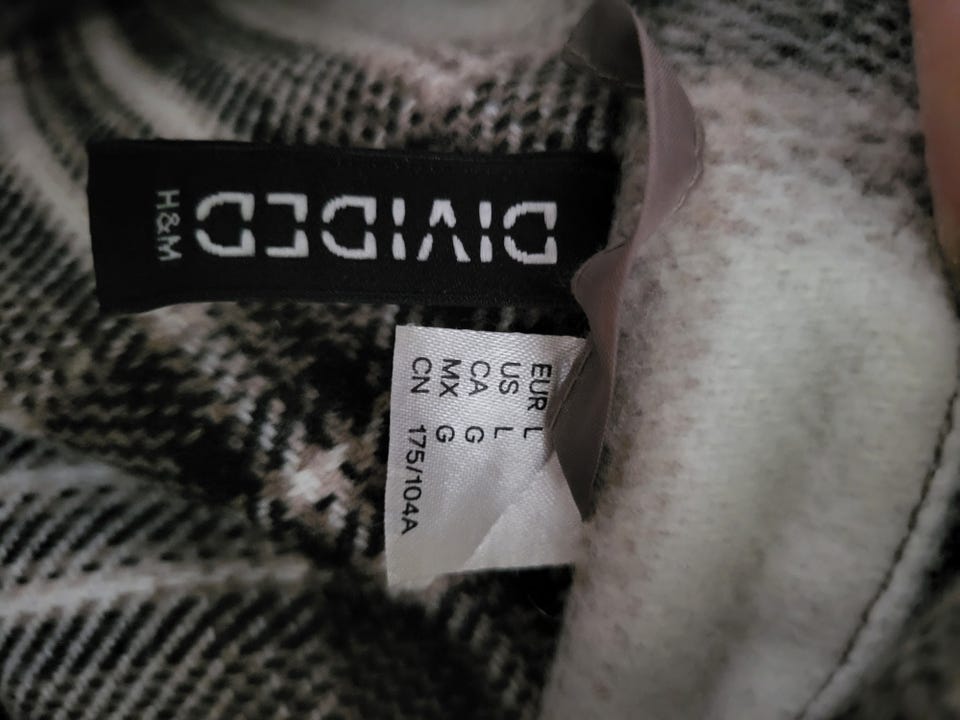 DIVIDED
H&M
EUR L
US L
CA G
MX G
CN 175/104A